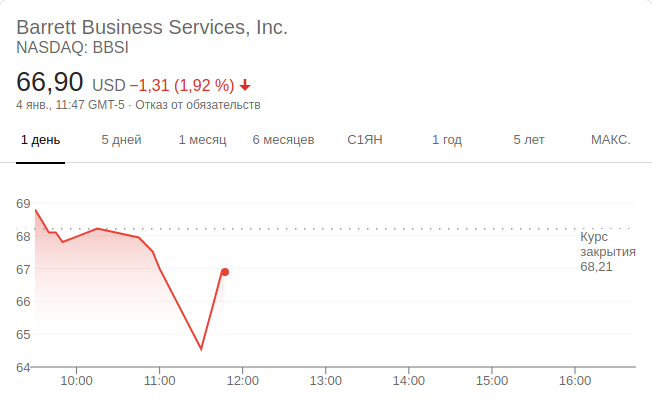 Barrett Business Services, Inc.
NASDAQ: BBSI
66,90 USD −1,31 (1,92 %)
4 янв., 11:47 GMT-5 · Отказ от обязательств
1 день 5 дней 1 месяц 6 месяцев С1ЯН 1 год 5 лет МАКС.
69
68
67
66
65
64
Курс
закрытия
68,21
10:00 11:00 12:00 13:00 14:00 15:00 16:00